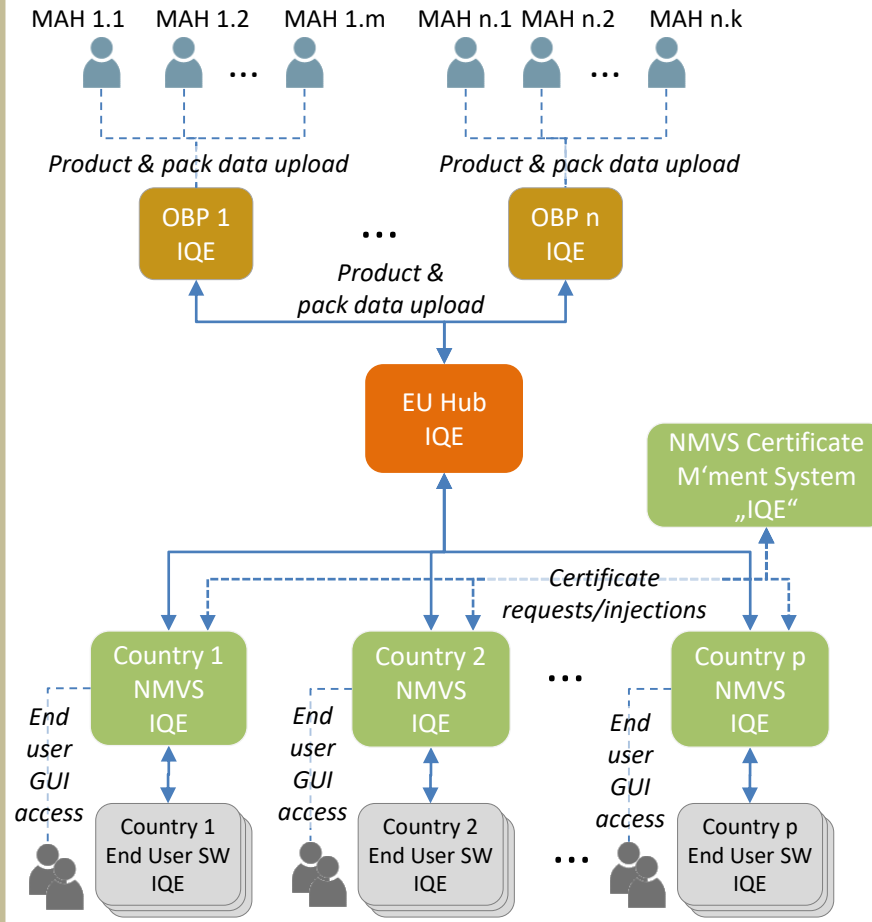 MAH 1.1 MAH 1.2 MAH 1.m MAH n.1 MAH n.2 MAH n.k
... ...
Product & pack data upload Product & pack data upload
OBP 1
IQE
...
OBP n
IQE
Product &
pack data upload
EU Hub
IQE
NMVS Certificate
M‘ment System
„IQE“
Certificate
requests/injections
Country 1
NMVS
IQE
Country 2
NMVS
IQE
...
Country p
NMVS
IQE
End
user
GUI
access
End
user
GUI
access
End
user
GUI
access
Country 1
End User SW
IQE
Country 2
End User SW
IQE
...
Country p
End User SW
IQE